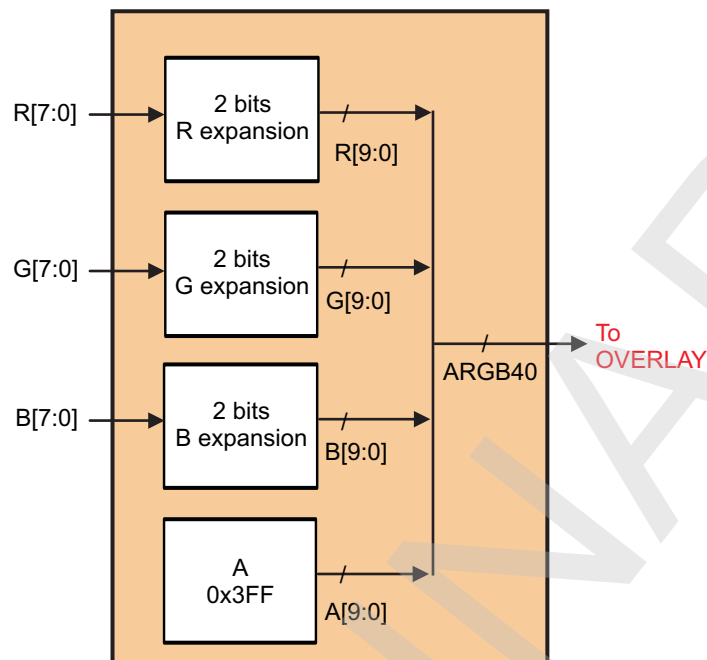 R[7:0]
2 bits
R expansion
R[9:0]
G[7:0]
2 bits
G expansion
G[9:0]
To
OVERLAY
ARGB40
B[7:0]
2 bits
B expansion
B[9:0]
A
0x3FF
A[9:0]